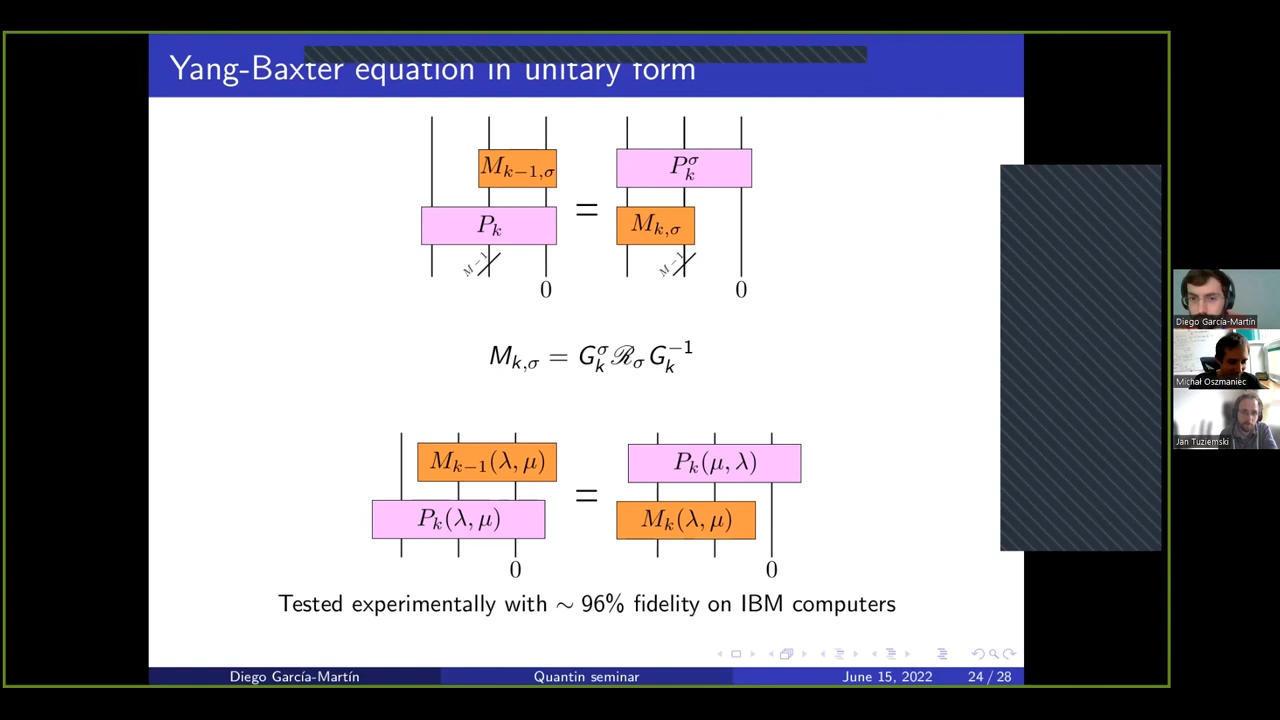 Yang-Baxter equation in unitary form
M_{k−1,σ}
P_k^σ
=
P_k
M_{k,σ}
M−1
M−1
0
0
M_{k,σ} = G_k^σ ℛ_σ G_k^{−1}
M_{k−1}(λ, μ)
P_k(μ, λ)
=
P_k(λ, μ)
M_k(λ, μ)
0
0
Tested experimentally with ∼ 96% fidelity on IBM computers
Diego García-Martín
Quantin seminar
June 15, 2022
24 / 28
Diego García-Martín
Michał Oszmaniec
Jan Tuziemski